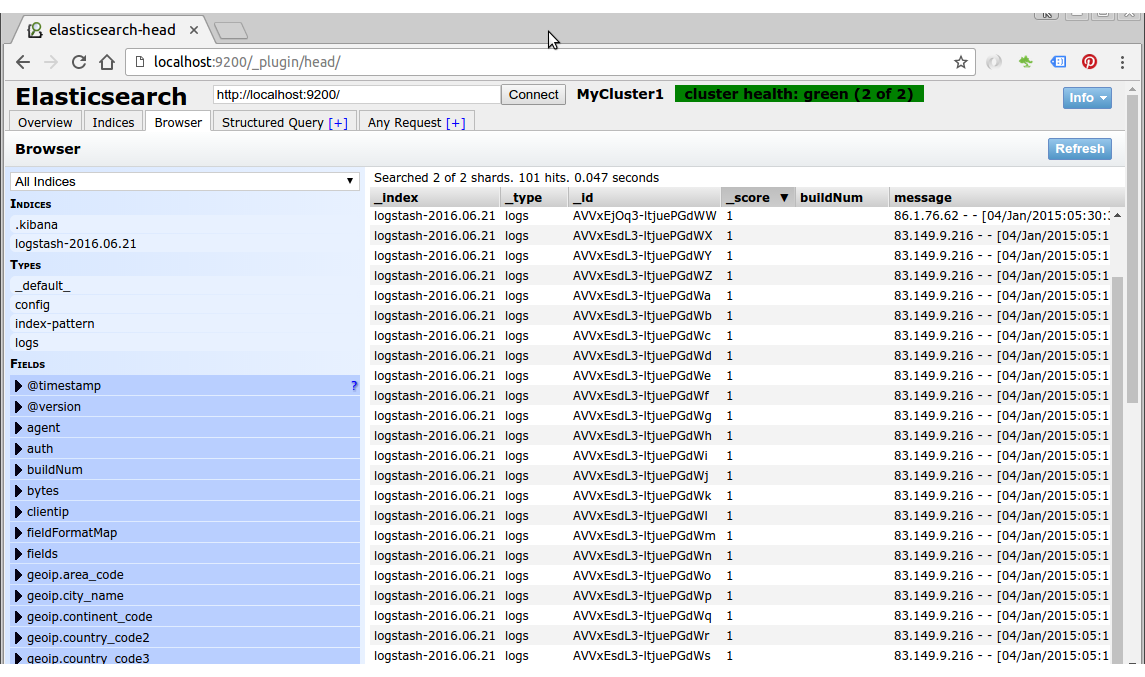 elasticsearch-head
localhost:9200/_plugin/head/
Elasticsearch
http://localhost:9200/
Connect
MyCluster1
cluster health: green (2 of 2)
Info
Overview
Indices
Browser
Structured Query [+]
Any Request [+]
Browser
Refresh
All Indices
INDICES
.kibana
logstash-2016.06.21
TYPES
_default_
config
index-pattern
logs
FIELDS
@timestamp ?
@version
agent
auth
buildNum
bytes
clientip
fieldFormatMap
fields
geoip.area_code
geoip.city_name
geoip.continent_code
geoip.country_code2
geoip.country_code3
Searched 2 of 2 shards. 101 hits. 0.047 seconds
_index _type _id _score ▼ buildNum message
logstash-2016.06.21 logs AVVxEjOq3-ItjuePGdWW 1 86.1.76.62 - - [04/Jan/2015:05:30:
logstash-2016.06.21 logs AVVxEsdL3-ItjuePGdWX 1 83.149.9.216 - - [04/Jan/2015:05:1
logstash-2016.06.21 logs AVVxEsdL3-ItjuePGdWY 1 83.149.9.216 - - [04/Jan/2015:05:1
logstash-2016.06.21 logs AVVxEsdL3-ItjuePGdWZ 1 83.149.9.216 - - [04/Jan/2015:05:1
logstash-2016.06.21 logs AVVxEsdL3-ItjuePGdWa 1 83.149.9.216 - - [04/Jan/2015:05:1
logstash-2016.06.21 logs AVVxEsdL3-ItjuePGdWb 1 83.149.9.216 - - [04/Jan/2015:05:1
logstash-2016.06.21 logs AVVxEsdL3-ItjuePGdWc 1 83.149.9.216 - - [04/Jan/2015:05:1
logstash-2016.06.21 logs AVVxEsdL3-ItjuePGdWd 1 83.149.9.216 - - [04/Jan/2015:05:1
logstash-2016.06.21 logs AVVxEsdL3-ItjuePGdWe 1 83.149.9.216 - - [04/Jan/2015:05:1
logstash-2016.06.21 logs AVVxEsdL3-ItjuePGdWf 1 83.149.9.216 - - [04/Jan/2015:05:1
logstash-2016.06.21 logs AVVxEsdL3-ItjuePGdWg 1 83.149.9.216 - - [04/Jan/2015:05:1
logstash-2016.06.21 logs AVVxEsdL3-ItjuePGdWh 1 83.149.9.216 - - [04/Jan/2015:05:1
logstash-2016.06.21 logs AVVxEsdL3-ItjuePGdWi 1 83.149.9.216 - - [04/Jan/2015:05:1
logstash-2016.06.21 logs AVVxEsdL3-ItjuePGdWj 1 83.149.9.216 - - [04/Jan/2015:05:1
logstash-2016.06.21 logs AVVxEsdL3-ItjuePGdWk 1 83.149.9.216 - - [04/Jan/2015:05:1
logstash-2016.06.21 logs AVVxEsdL3-ItjuePGdWl 1 83.149.9.216 - - [04/Jan/2015:05:1
logstash-2016.06.21 logs AVVxEsdL3-ItjuePGdWm 1 83.149.9.216 - - [04/Jan/2015:05:1
logstash-2016.06.21 logs AVVxEsdL3-ItjuePGdWn 1 83.149.9.216 - - [04/Jan/2015:05:1
logstash-2016.06.21 logs AVVxEsdL3-ItjuePGdWo 1 83.149.9.216 - - [04/Jan/2015:05:1
logstash-2016.06.21 logs AVVxEsdL3-ItjuePGdWp 1 83.149.9.216 - - [04/Jan/2015:05:1
logstash-2016.06.21 logs AVVxEsdL3-ItjuePGdWq 1 83.149.9.216 - - [04/Jan/2015:05:1
logstash-2016.06.21 logs AVVxEsdL3-ItjuePGdWr 1 83.149.9.216 - - [04/Jan/2015:05:1
logstash-2016.06.21 logs AVVxEsdL3-ItjuePGdWs 1 83.149.9.216 - - [04/Jan/2015:05:1